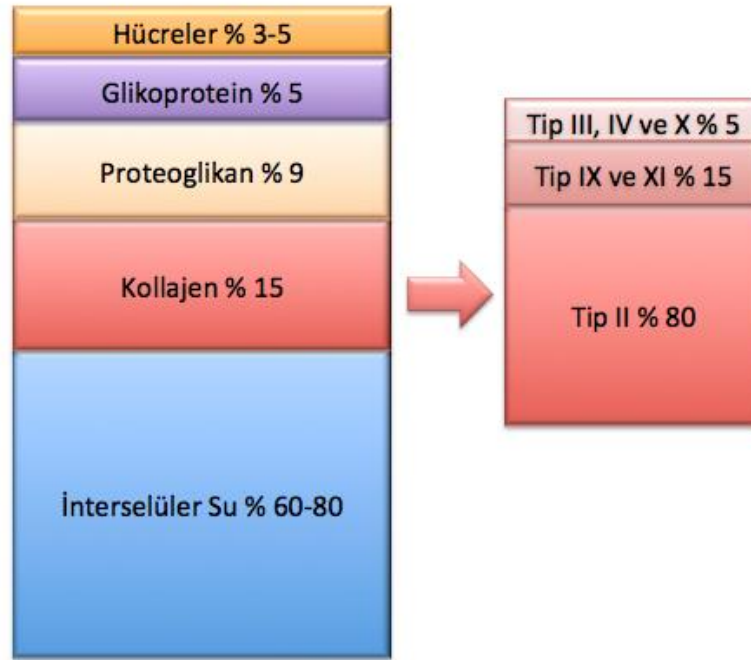 Hücreler % 3-5
Glikoprotein % 5
Proteoglikan % 9
Kollajen % 15
İnterselüler Su % 60-80
Tip III, IV ve X % 5
Tip IX ve XI % 15
Tip II % 80